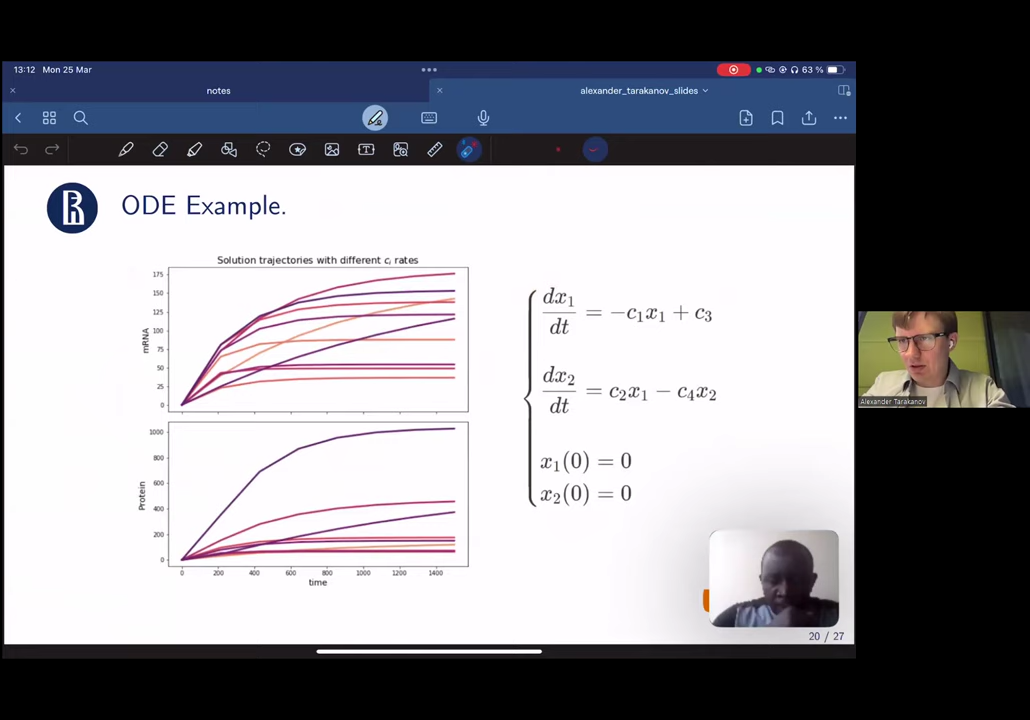 13:12 Mon 25 Mar
63 %
notes
alexander_tarakanov_slides
ODE Example.
Solution trajectories with different c_i rates
mRNA
175
150
125
100
75
50
25
0
Protein
1000
800
600
400
200
0
0 200 400 600 800 1000 1200 1400
time
dx₁/dt = −c₁x₁ + c₃
dx₂/dt = c₂x₁ − c₄x₂
x₁(0) = 0
x₂(0) = 0
20 / 27
Alexander Tarakanov